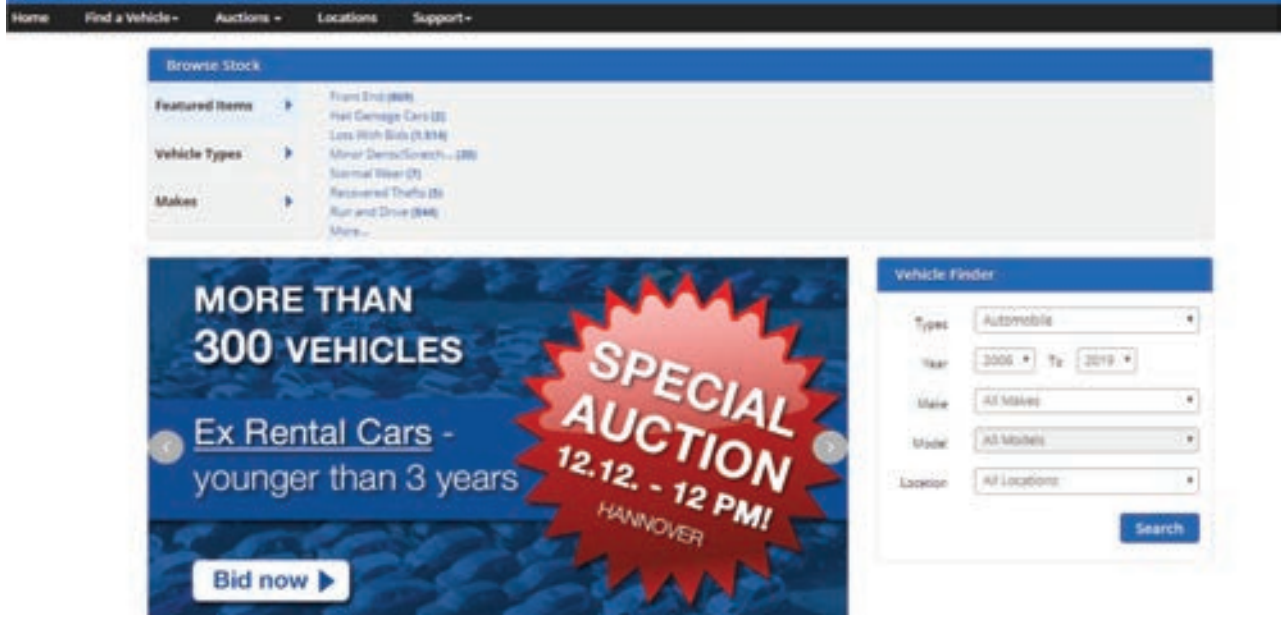 Home Find a Vehicle Auctions Locations Support
Browse Stock
Featured Items
Vehicle Types
Makes
Front End
Hail Damage Cars
Lots With Bids
Minor Dents/Scratch...
Normal Wear
Recovered Thefts
Run and Drive
More...
MORE THAN
300 VEHICLES
Ex Rental Cars -
younger than 3 years
Bid now
SPECIAL
AUCTION
12.12. - 12 PM!
HANNOVER
Vehicle Finder
Types Automobile
Year To 2019
Make All Makes
Model All Models
Location All Locations
Search